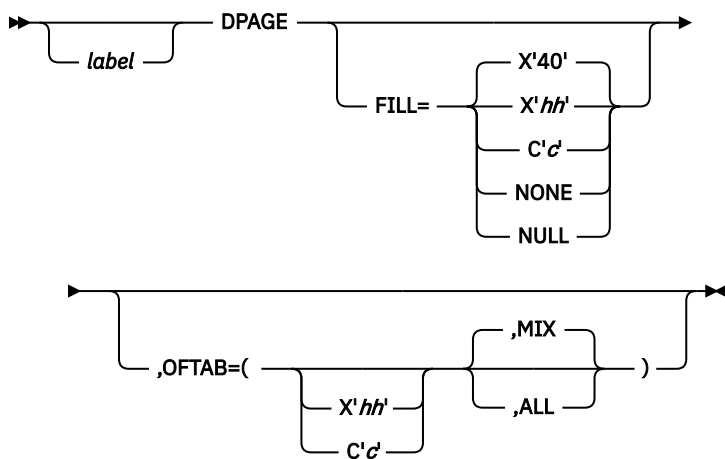 DPAGE
label
X'40'
FILL= X'hh'
C'c'
NONE
NULL
,MIX
,OFTAB=( )
X'hh' ,ALL
C'c'